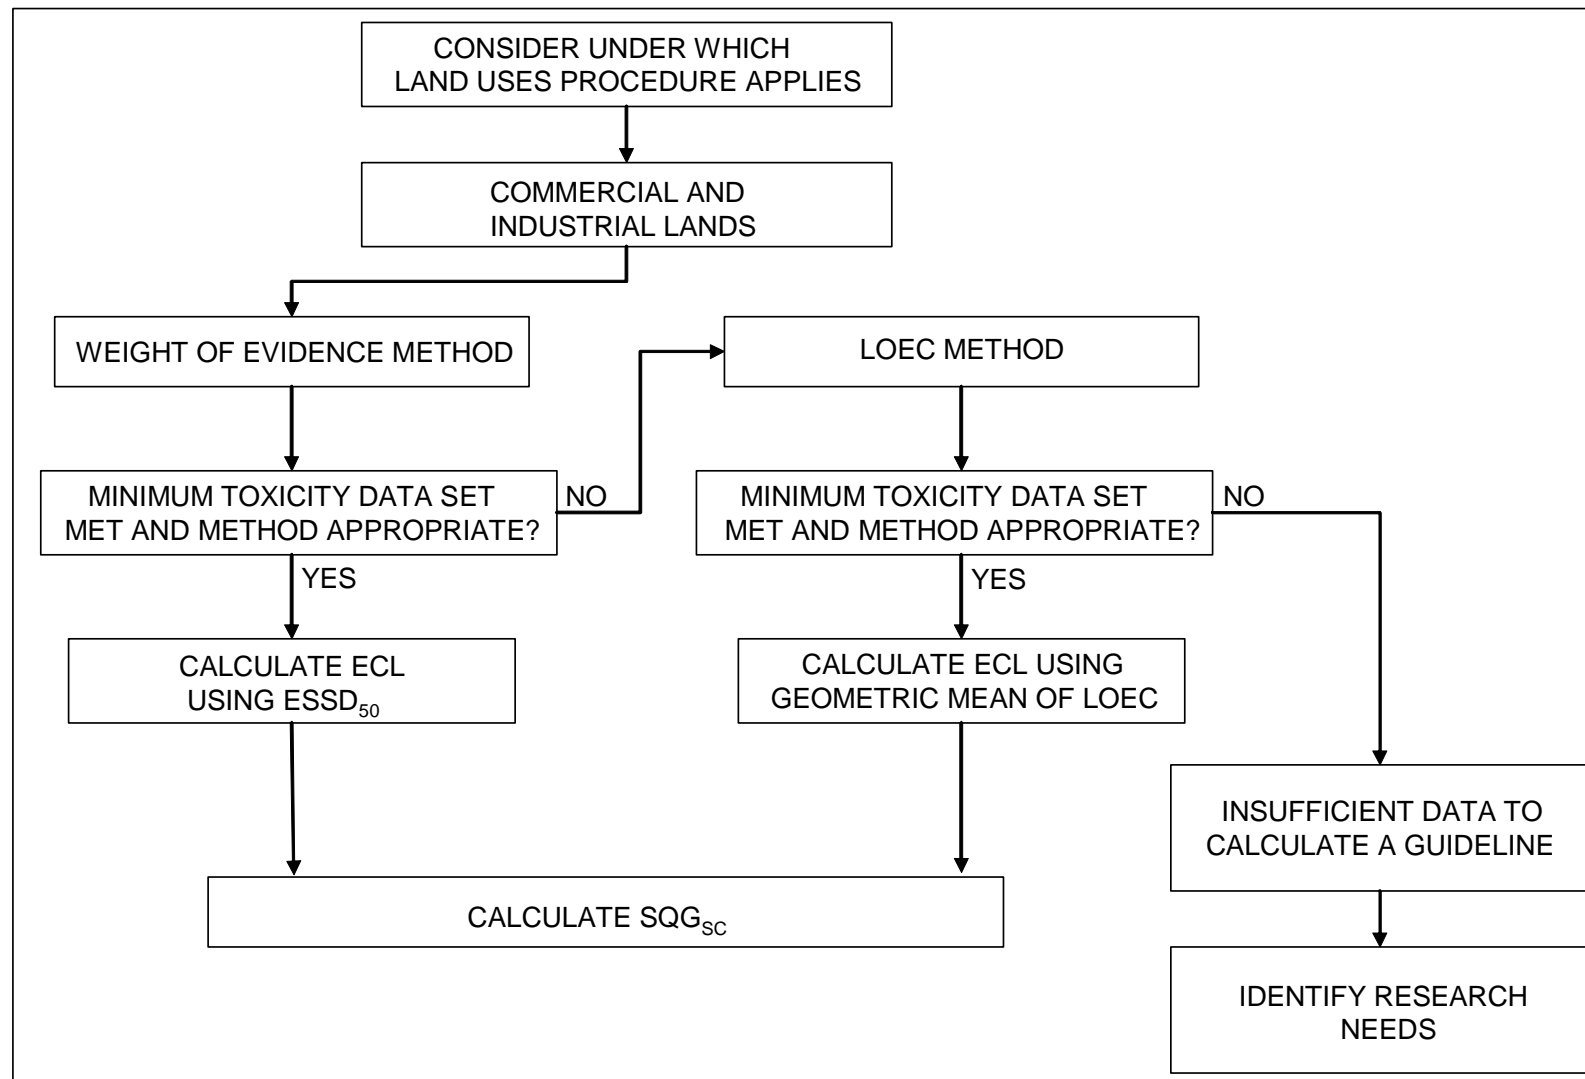 CONSIDER UNDER WHICH
LAND USES PROCEDURE APPLIES
COMMERCIAL AND
INDUSTRIAL LANDS
WEIGHT OF EVIDENCE METHOD
LOEC METHOD
MINIMUM TOXICITY DATA SET
MET AND METHOD APPROPRIATE?
NO
MINIMUM TOXICITY DATA SET
MET AND METHOD APPROPRIATE?
NO
YES
YES
CALCULATE ECL
USING ESSD50
CALCULATE ECL USING
GEOMETRIC MEAN OF LOEC
INSUFFICIENT DATA TO
CALCULATE A GUIDELINE
CALCULATE SQGSC
IDENTIFY RESEARCH
NEEDS